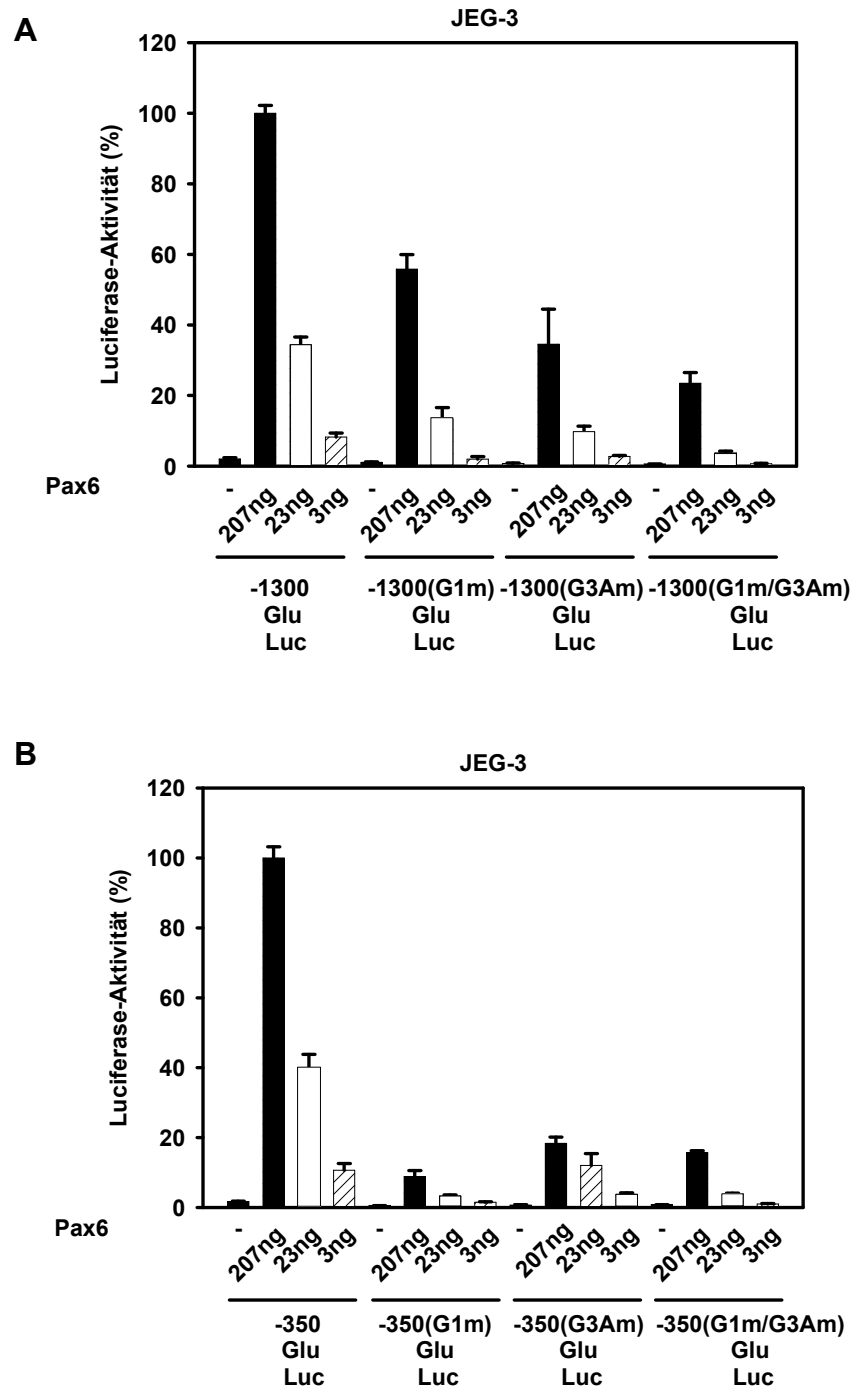 A
JEG-3
120
100
80
60
40
20
0
Luciferase-Aktivität (%)
Pax6
- 207ng 23ng 3ng - 207ng 23ng 3ng - 207ng 23ng 3ng - 207ng 23ng 3ng
-1300 -1300(G1m) -1300(G3Am) -1300(G1m/G3Am)
Glu Glu Glu Glu
Luc Luc Luc Luc
B
JEG-3
120
100
80
60
40
20
0
Luciferase-Aktivität (%)
Pax6
- 207ng 23ng 3ng - 207ng 23ng 3ng - 207ng 23ng 3ng - 207ng 23ng 3ng
-350 -350(G1m) -350(G3Am) -350(G1m/G3Am)
Glu Glu Glu Glu
Luc Luc Luc Luc